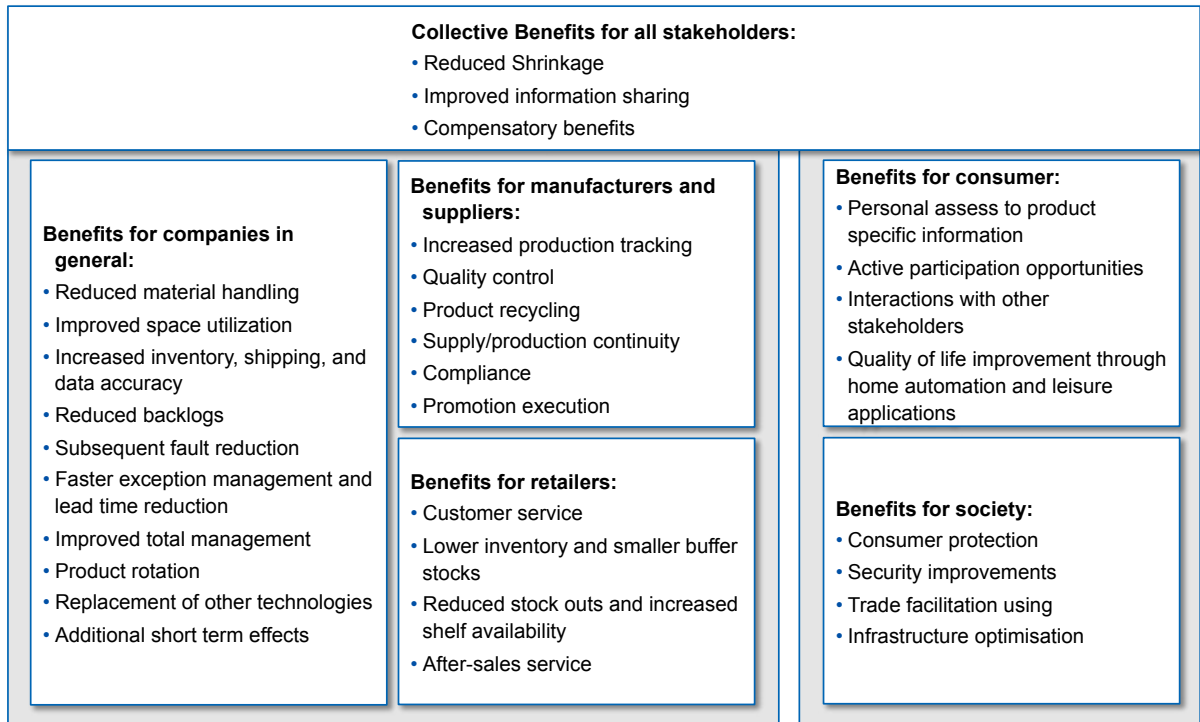 Collective Benefits for all stakeholders:
• Reduced Shrinkage
• Improved information sharing
• Compensatory benefits
Benefits for companies in
general:
• Reduced material handling
• Improved space utilization
• Increased inventory, shipping, and
data accuracy
• Reduced backlogs
• Subsequent fault reduction
• Faster exception management and
lead time reduction
• Improved total management
• Product rotation
• Replacement of other technologies
• Additional short term effects
Benefits for manufacturers and
suppliers:
• Increased production tracking
• Quality control
• Product recycling
• Supply/production continuity
• Compliance
• Promotion execution
Benefits for retailers:
• Customer service
• Lower inventory and smaller buffer
stocks
• Reduced stock outs and increased
shelf availability
• After-sales service
Benefits for consumer:
• Personal assess to product
specific information
• Active participation opportunities
• Interactions with other
stakeholders
• Quality of life improvement through
home automation and leisure
applications
Benefits for society:
• Consumer protection
• Security improvements
• Trade facilitation using
• Infrastructure optimisation